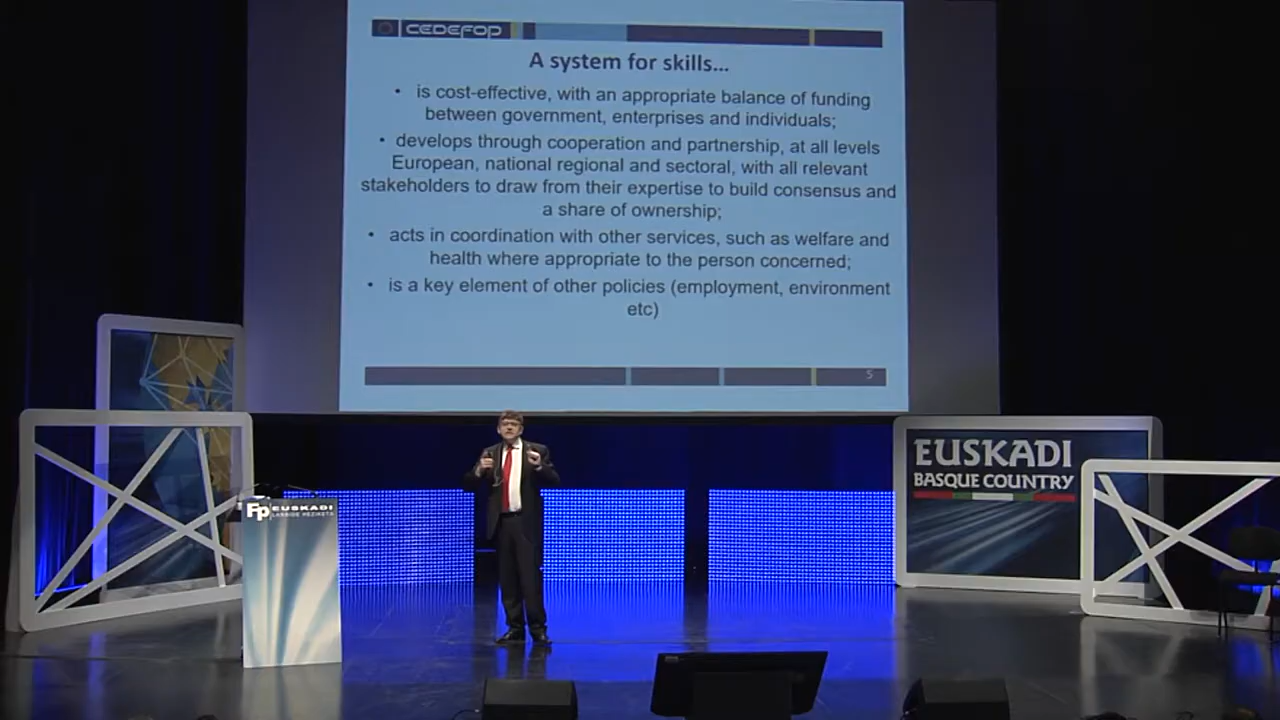 CEDEFOP
A system for skills...
• is cost-effective, with an appropriate balance of funding
between government, enterprises and individuals;
• develops through cooperation and partnership, at all levels
European, national regional and sectoral, with all relevant
stakeholders to draw from their expertise to build consensus and
a share of ownership;
• acts in coordination with other services, such as welfare and
health where appropriate to the person concerned;
• is a key element of other policies (employment, environment
etc)
5
EUSKADI
BASQUE COUNTRY
Fp EUSKADI
LANBIDE HEZIKETA